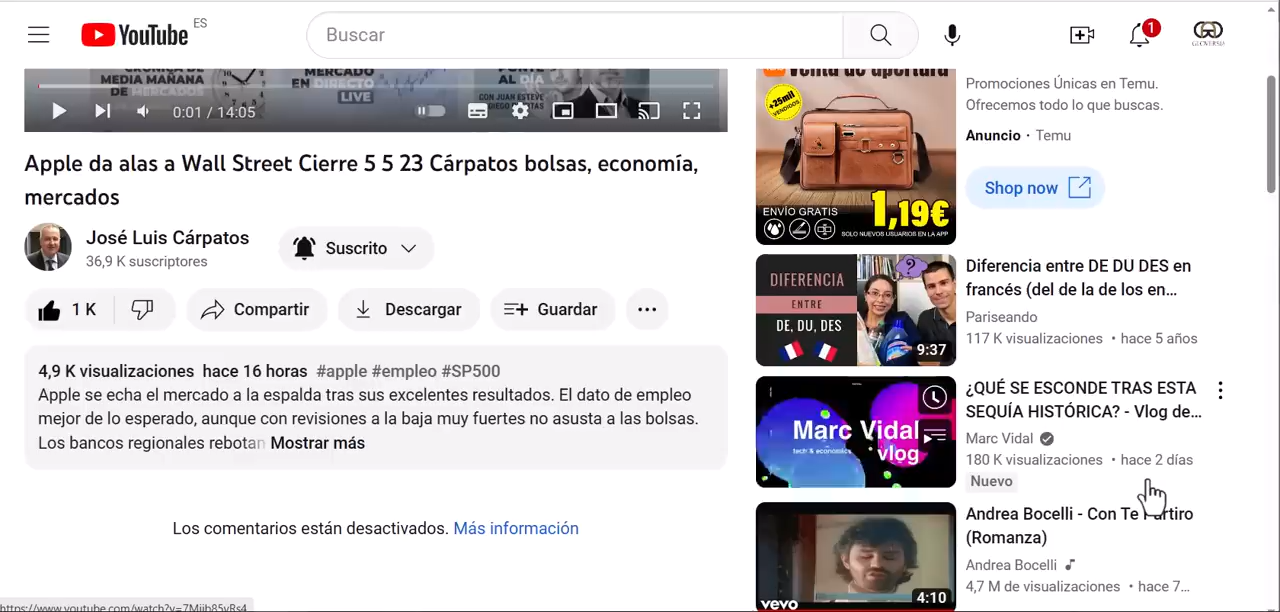 YouTube ES
Buscar
1
GLOVERSIA
CRÓNICA DE
MEDIA MAÑANA
DE MERCADOS
MERCADO
EN DIRECTO
LIVE
AL DÍA
CON JUAN ESTEVE
0:01 / 14:05
Apple da alas a Wall Street Cierre 5 5 23 Cárpatos bolsas, economía,
mercados
José Luis Cárpatos
36,9 K suscriptores
Suscrito
1 K
Compartir
Descargar
Guardar
4,9 K visualizaciones hace 16 horas #apple #empleo #SP500
Apple se echa el mercado a la espalda tras sus excelentes resultados. El dato de empleo
mejor de lo esperado, aunque con revisiones a la baja muy fuertes no asusta a las bolsas.
Los bancos regionales rebotan Mostrar más
Los comentarios están desactivados. Más información
Venta de apertura
+25mil
VENDIDOS
ENVÍO GRATIS
1,19€
SOLO NUEVOS USUARIOS EN LA APP
Promociones Únicas en Temu.
Ofrecemos todo lo que buscas.
Anuncio • Temu
Shop now
DIFERENCIA
ENTRE
DE, DU, DES
9:37
Diferencia entre DE DU DES en
francés (del de la de los en...
Pariseando
117 K visualizaciones • hace 5 años
Marc Vidal
tech & economics
vlog
¿QUÉ SE ESCONDE TRAS ESTA
SEQUÍA HISTÓRICA? - Vlog de...
Marc Vidal
180 K visualizaciones • hace 2 días
Nuevo
vevo
4:10
Andrea Bocelli - Con Te Partiro
(Romanza)
Andrea Bocelli
4,7 M de visualizaciones • hace 7...